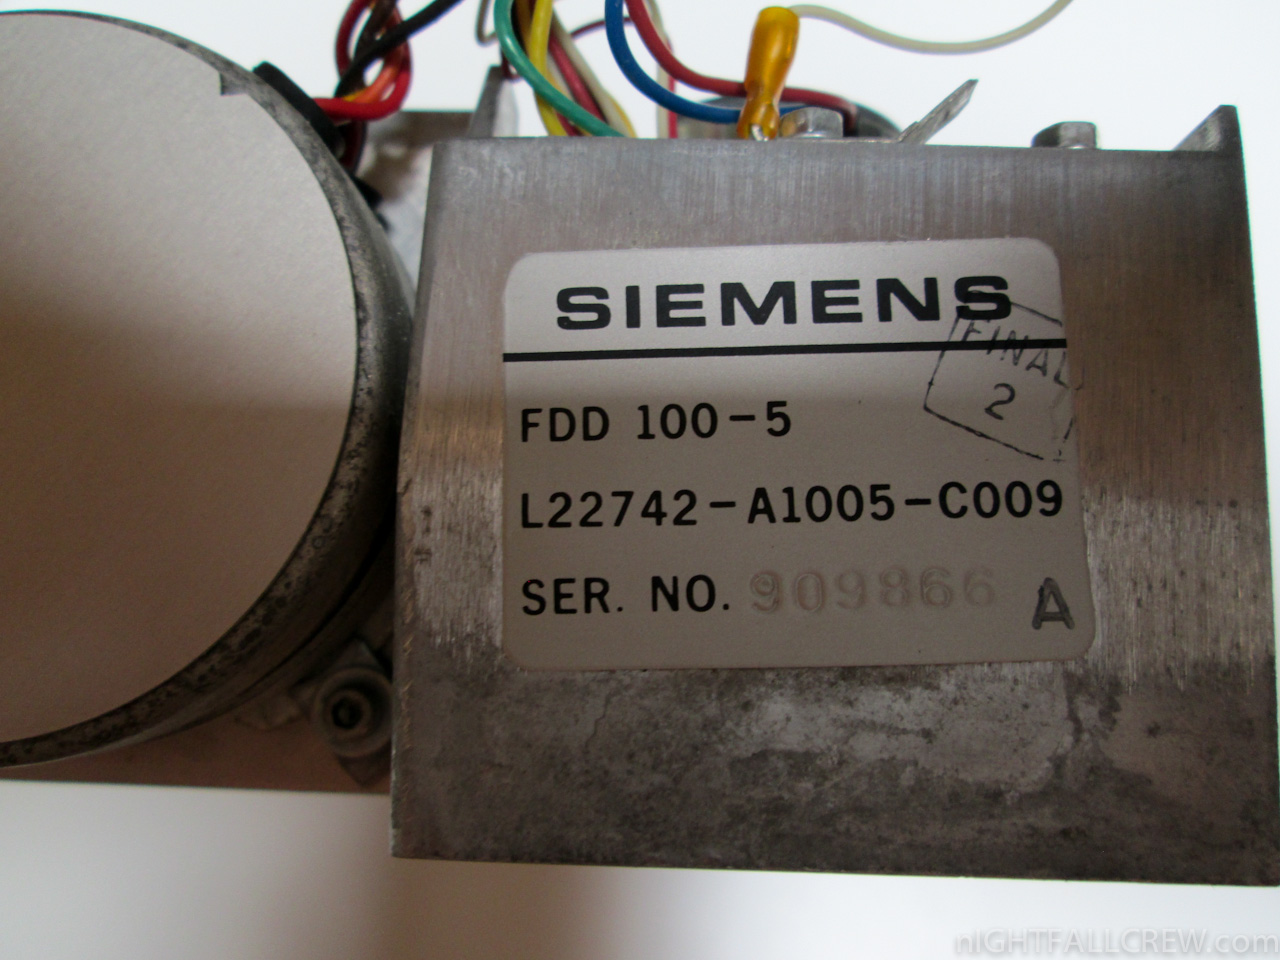 SIEMENS
FINAL
2
FDD 100-5
L22742-A1005-C009
SER. NO. 909866 A
nIGHTFALLCREW.com